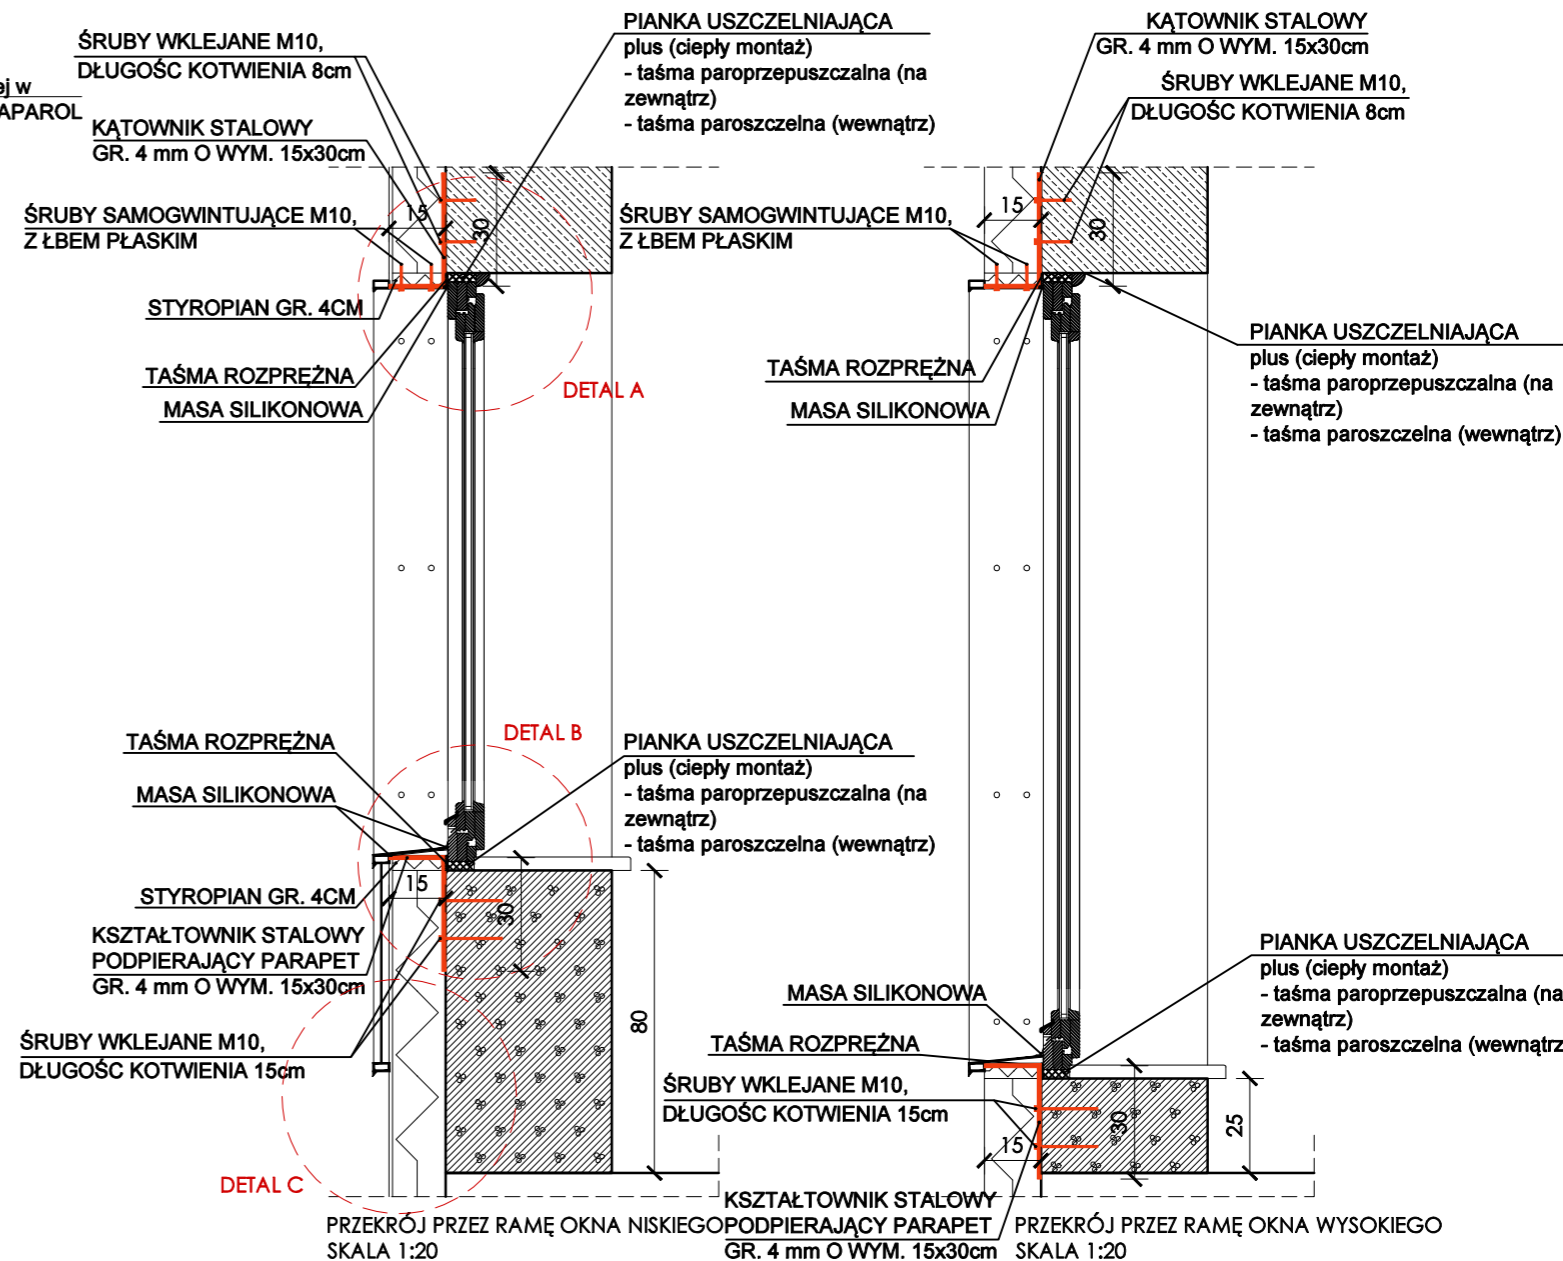 ŚRUBY WKLEJANE M10,
DŁUGOŚC KOTWIENIA 8cm
ej w
APAROL
KĄTOWNIK STALOWY
GR. 4 mm O WYM. 15x30cm
ŚRUBY SAMOGWINTUJĄCE M10,
Z ŁBEM PŁASKIM
STYROPIAN GR. 4CM
TAŚMA ROZPRĘŻNA
MASA SILIKONOWA
PIANKA USZCZELNIAJĄCA
plus (ciepły montaż)
- taśma paroprzepuszczalna (na
zewnątrz)
- taśma paroszczelna (wewnątrz)
15
30
DETAL A
TAŚMA ROZPRĘŻNA
MASA SILIKONOWA
STYROPIAN GR. 4CM
KSZTAŁTOWNIK STALOWY
PODPIERAJĄCY PARAPET
GR. 4 mm O WYM. 15x30cm
ŚRUBY WKLEJANE M10,
DŁUGOŚC KOTWIENIA 15cm
DETAL B
PIANKA USZCZELNIAJĄCA
plus (ciepły montaż)
- taśma paroprzepuszczalna (na
zewnątrz)
- taśma paroszczelna (wewnątrz)
15
30
80
DETAL C
PRZEKRÓJ PRZEZ RAMĘ OKNA NISKIEGO
SKALA 1:20
KĄTOWNIK STALOWY
GR. 4 mm O WYM. 15x30cm
ŚRUBY WKLEJANE M10,
DŁUGOŚC KOTWIENIA 8cm
ŚRUBY SAMOGWINTUJĄCE M10,
Z ŁBEM PŁASKIM
15
30
TAŚMA ROZPRĘŻNA
MASA SILIKONOWA
PIANKA USZCZELNIAJĄCA
plus (ciepły montaż)
- taśma paroprzepuszczalna (na
zewnątrz)
- taśma paroszczelna (wewnątrz)
PIANKA USZCZELNIAJĄCA
plus (ciepły montaż)
- taśma paroprzepuszczalna (na
zewnątrz)
- taśma paroszczelna (wewnątrz
MASA SILIKONOWA
TAŚMA ROZPRĘŻNA
ŚRUBY WKLEJANE M10,
DŁUGOŚC KOTWIENIA 15cm
15
30
25
KSZTAŁTOWNIK STALOWY
PODPIERAJĄCY PARAPET
GR. 4 mm O WYM. 15x30cm
PRZEKRÓJ PRZEZ RAMĘ OKNA WYSOKIEGO
SKALA 1:20